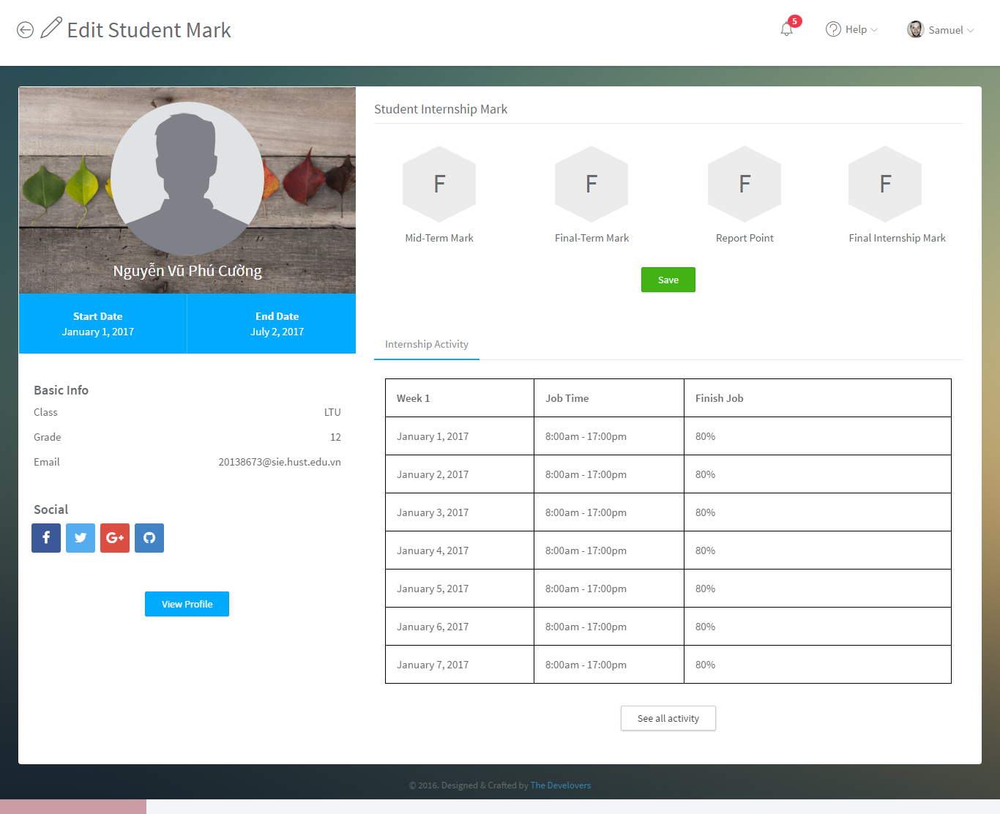 Edit Student Mark
5
Help
Samuel
Nguyễn Vũ Phú Cường
Start Date
January 1, 2017
End Date
July 2, 2017
Basic Info
Class LTU
Grade 12
Email 20138673@sie.hust.edu.vn
Social
f
G+
View Profile
Student Internship Mark
F F F F
Mid-Term Mark Final-Term Mark Report Point Final Internship Mark
Save
Internship Activity
Week 1 Job Time Finish Job
January 1, 2017 8:00am - 17:00pm 80%
January 2, 2017 8:00am - 17:00pm 80%
January 3, 2017 8:00am - 17:00pm 80%
January 4, 2017 8:00am - 17:00pm 80%
January 5, 2017 8:00am - 17:00pm 80%
January 6, 2017 8:00am - 17:00pm 80%
January 7, 2017 8:00am - 17:00pm 80%
See all activity
© 2016. Designed & Crafted by The Develovers